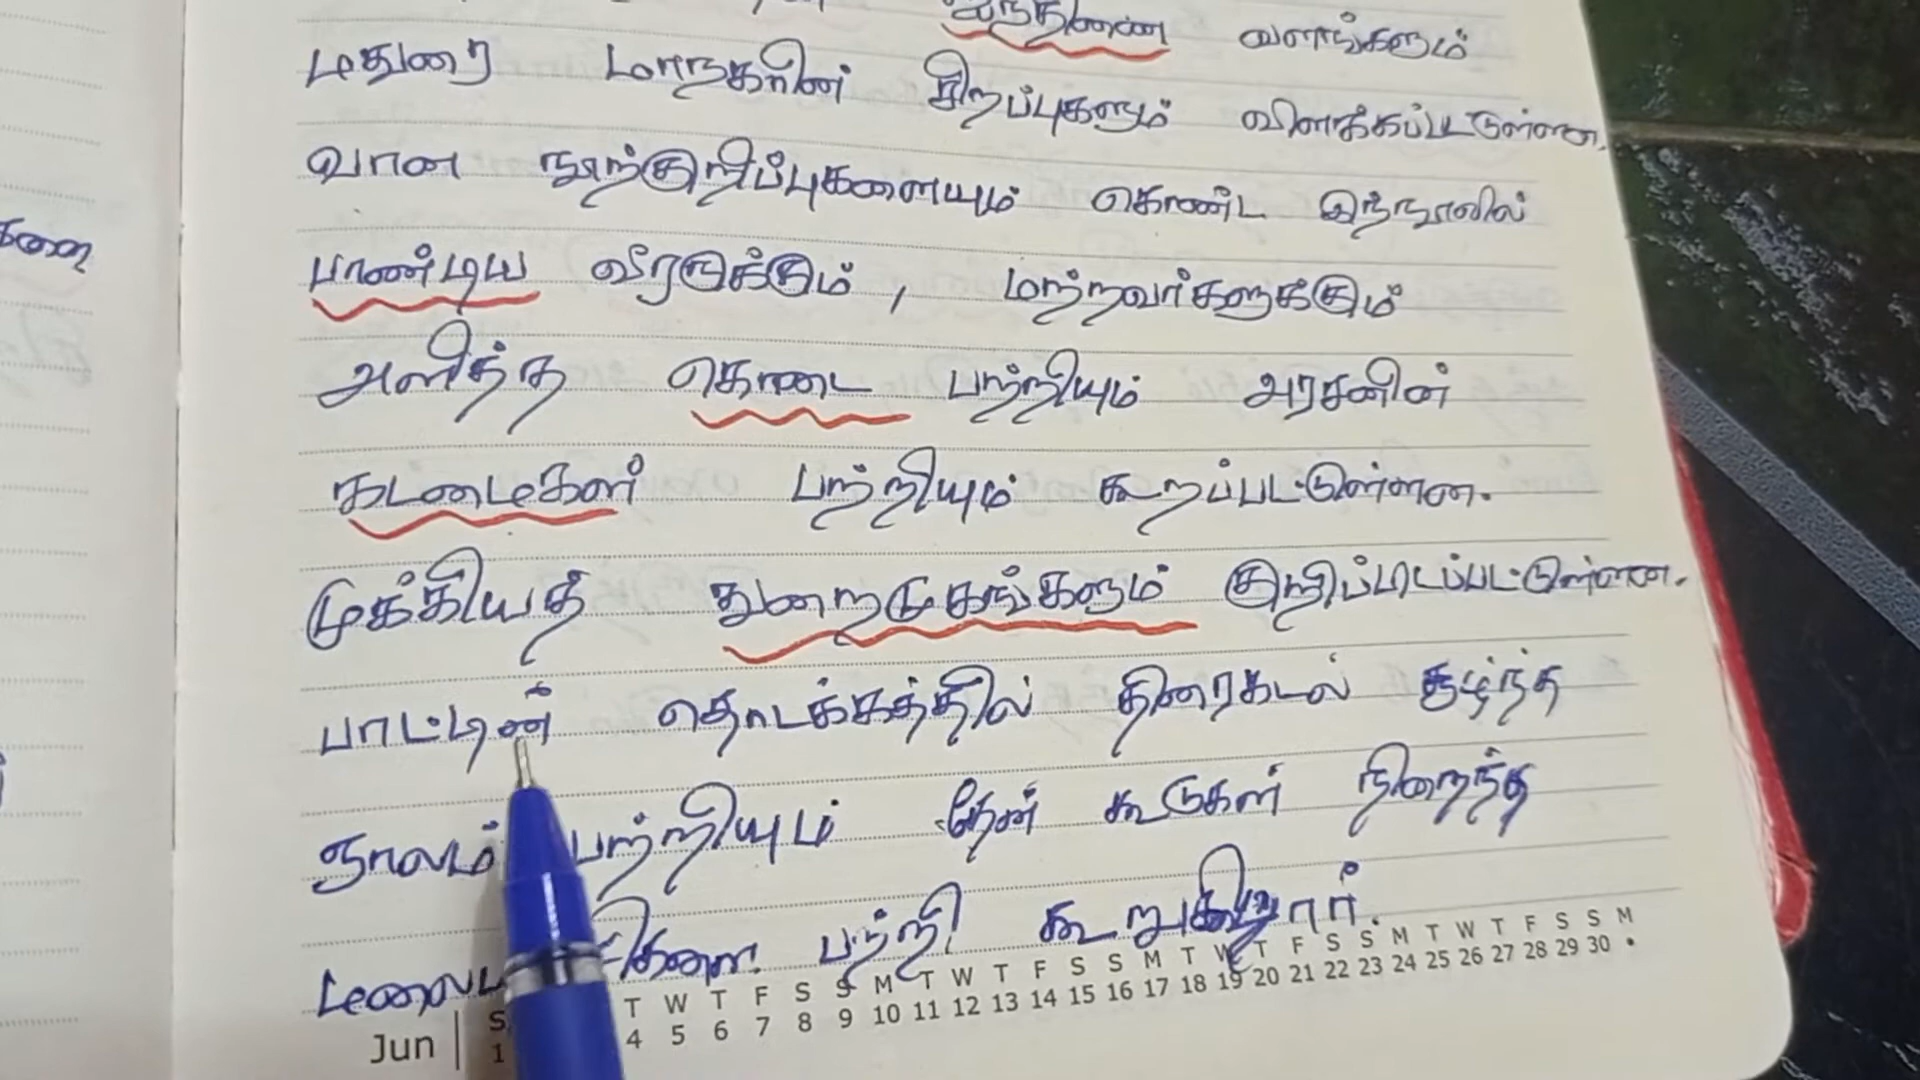 ஐந்திணை வளங்களும்
மதுரை மாநகரின் சிறப்புகளும் விளக்கப்பட்டுள்ளன.
வான நூற்குறிப்புகளையும் கொண்ட இந்நூலில்
பாண்டிய வீரருக்கும், மற்றவர்களுக்கும்
அளித்த கொடை பற்றியும் அரசனின்
கடமைகள் பற்றியும் கூறப்பட்டுள்ளன.
முக்கியத் துறைமுகங்களும் குறிப்பிடப்பட்டுள்ளன.
பாட்டின் தொடக்கத்தில் திரைகடல் சூழ்ந்த
ஞாலம் பற்றியும் தேன் கூடுகள் நிறைந்த
பற்றி கூறுகிறார்.
T W T F S S M T W T F S S M T W T F S S M T W T F S S M
Jun S 1 4 5 6 7 8 9 10 11 12 13 14 15 16 17 18 19 20 21 22 23 24 25 26 27 28 29 30 •